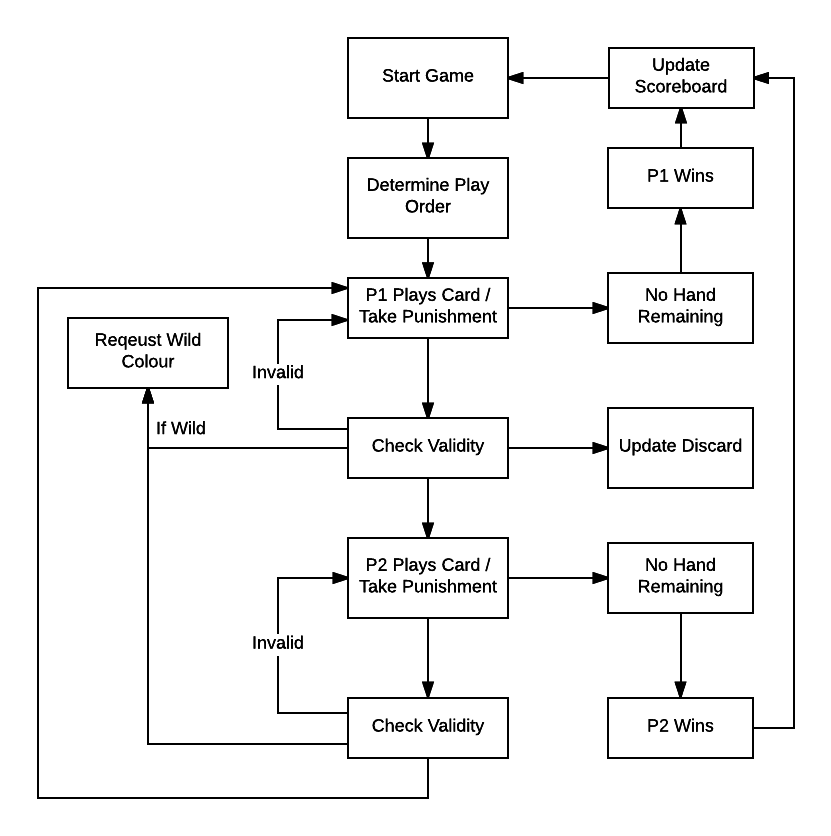 Start Game
Update
Scoreboard
Determine Play
Order
P1 Wins
P1 Plays Card /
Take Punishment
No Hand
Remaining
Reqeust Wild
Colour
Invalid
If Wild
Check Validity
Update Discard
P2 Plays Card /
Take Punishment
No Hand
Remaining
Invalid
Check Validity
P2 Wins